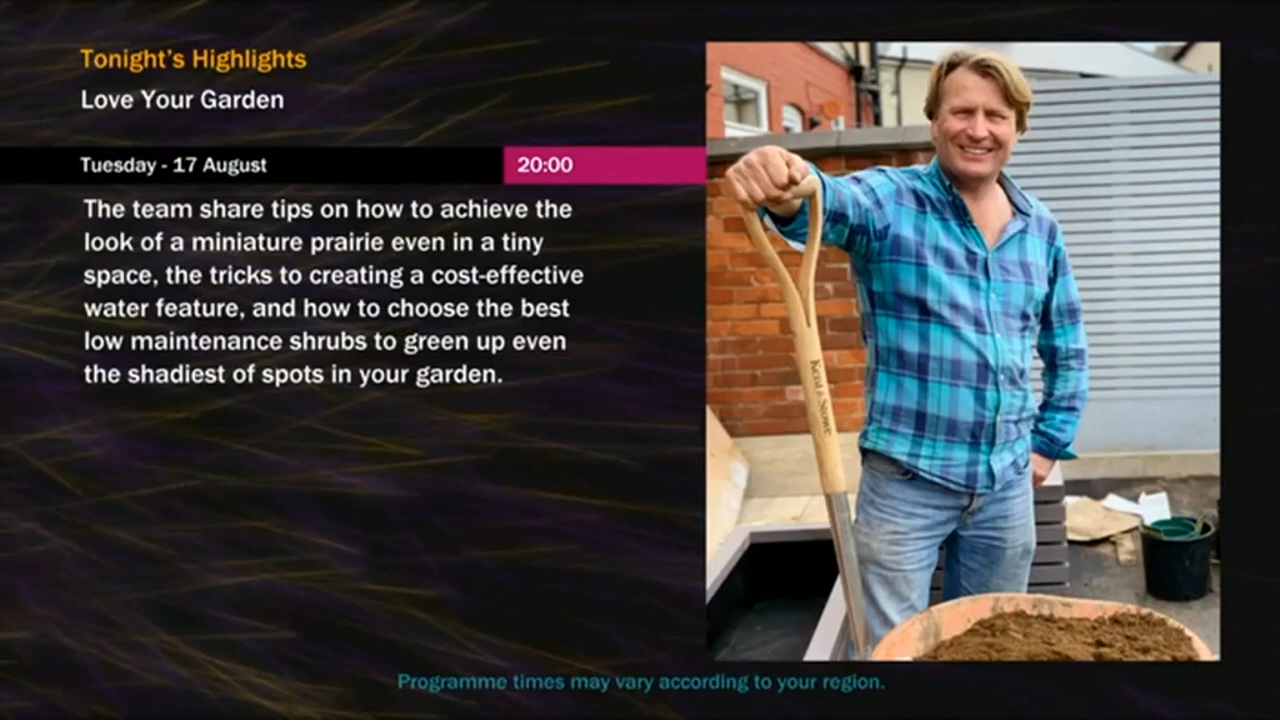 Tonight's Highlights
Love Your Garden
Tuesday - 17 August
20:00
The team share tips on how to achieve the
look of a miniature prairie even in a tiny
space, the tricks to creating a cost-effective
water feature, and how to choose the best
low maintenance shrubs to green up even
the shadiest of spots in your garden.
Kent & Stowe
Programme times may vary according to your region.